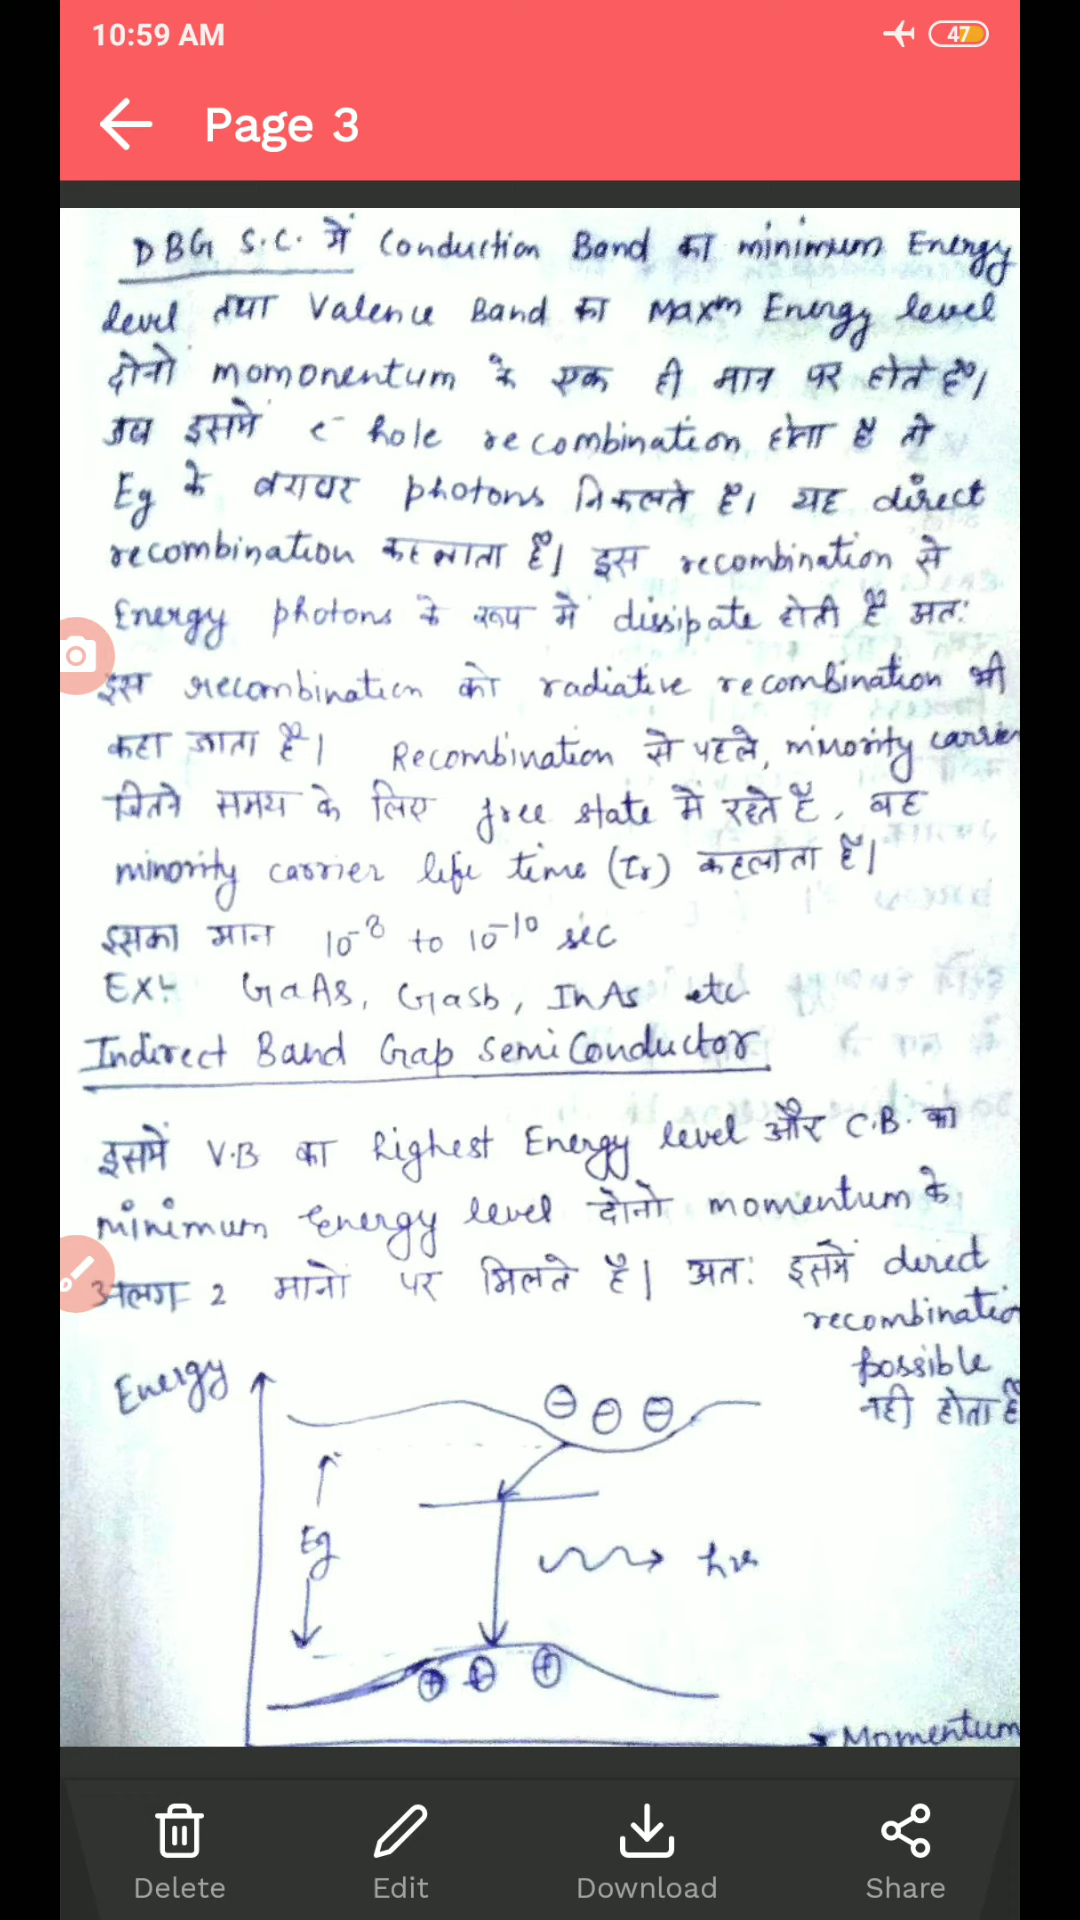 10:59 AM
47
Page 3
DBG S.C. में Conduction Band का minimum Energy
level तथा Valence Band का Maxm Energy level
दोनो momonentum के एक ही मान पर होते है।
जब इसमे e- hole recombination होता है तो
Eg के बराबर photons निकलते है। यह direct
recombination कहलाता है। इस recombination से
Energy photons के रूप में dissipate होती है अतः
इस recombination को radiative recombination भी
कहा जाता है। Recombination से पहले, minority carrier
जितने समय के लिए free state में रहते है, वह
minority carrier life time (τr) कहलाता है।
इसका मान 10-8 to 10-10 sec
Ex:- GaAs, Gasb, InAs etc
Indirect Band Gap SemiConductor
इसमें V.B का highest Energy level और C.B. का
minimum Energy level दोनो momentum के
अलग 2 मानो पर मिलते है। अतः इसमें direct
recombination
possible
नही होता है
Energy
Eg
hν
Momentum
Delete Edit Download Share